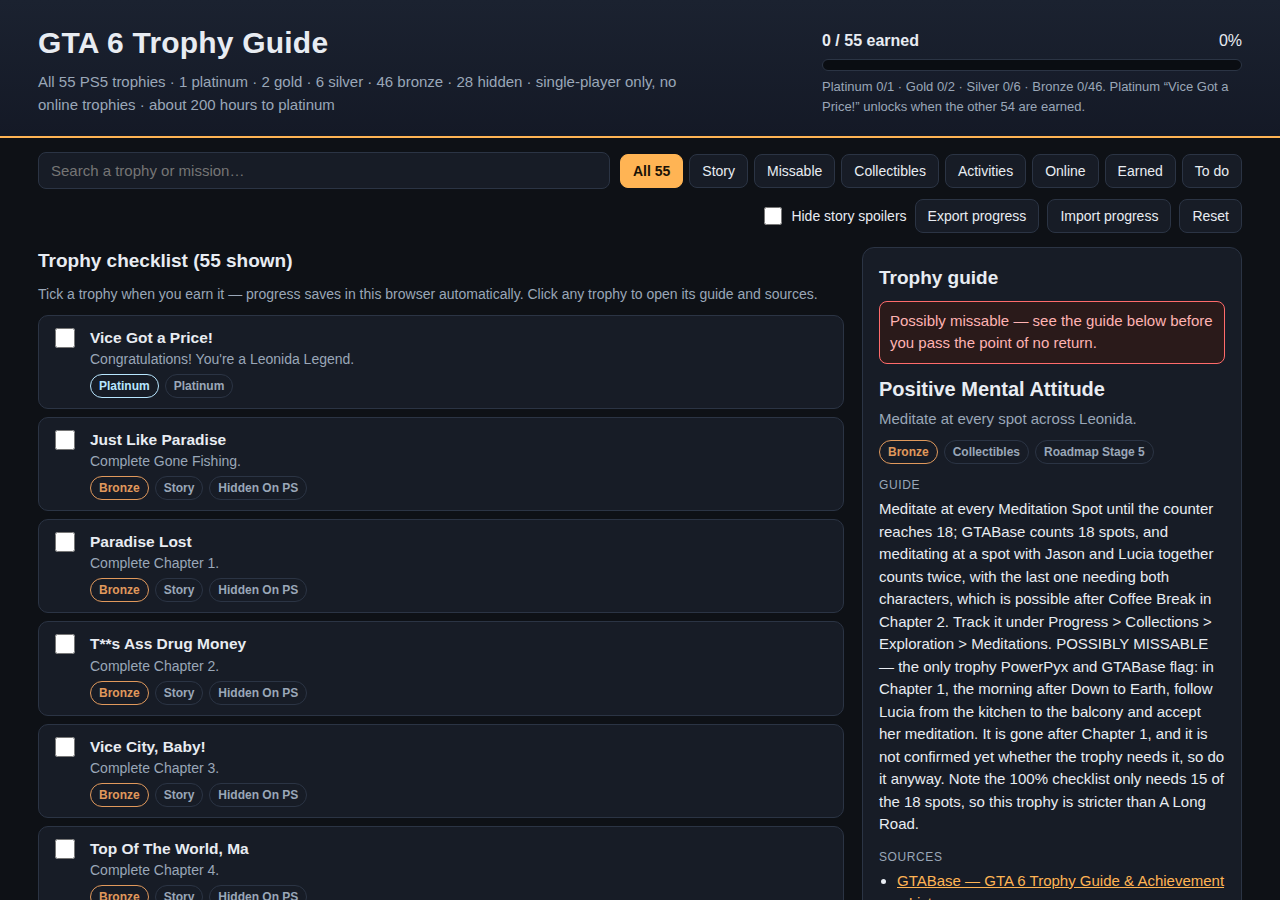 GTA 6 Trophy Guide
All 55 PS5 trophies · 1 platinum · 2 gold · 6 silver · 46 bronze · 28 hidden · single-player only, no
online trophies · about 200 hours to platinum
0 / 55 earned
0%
Platinum 0/1 · Gold 0/2 · Silver 0/6 · Bronze 0/46. Platinum “Vice Got a
Price!” unlocks when the other 54 are earned.
Search a trophy or mission…
All 55
Story
Missable
Collectibles
Activities
Online
Earned
To do
Hide story spoilers
Export progress
Import progress
Reset
Trophy checklist (55 shown)
Tick a trophy when you earn it — progress saves in this browser automatically. Click any trophy to open its guide and sources.
Vice Got a Price!
Congratulations! You're a Leonida Legend.
Platinum
Platinum
Just Like Paradise
Complete Gone Fishing.
Bronze
Story
Hidden On PS
Paradise Lost
Complete Chapter 1.
Bronze
Story
Hidden On PS
T**s Ass Drug Money
Complete Chapter 2.
Bronze
Story
Hidden On PS
Vice City, Baby!
Complete Chapter 3.
Bronze
Story
Hidden On PS
Top Of The World, Ma
Complete Chapter 4.
Bronze
Story
Hidden On PS
Trophy guide
Possibly missable — see the guide below before
you pass the point of no return.
Positive Mental Attitude
Meditate at every spot across Leonida.
Bronze
Collectibles
Roadmap Stage 5
GUIDE
Meditate at every Meditation Spot until the counter
reaches 18; GTABase counts 18 spots, and
meditating at a spot with Jason and Lucia together
counts twice, with the last one needing both
characters, which is possible after Coffee Break in
Chapter 2. Track it under Progress > Collections >
Exploration > Meditations. POSSIBLY MISSABLE
— the only trophy PowerPyx and GTABase flag: in
Chapter 1, the morning after Down to Earth, follow
Lucia from the kitchen to the balcony and accept
her meditation. It is gone after Chapter 1, and it is
not confirmed yet whether the trophy needs it, so do
it anyway. Note the 100% checklist only needs 15 of
the 18 spots, so this trophy is stricter than A Long
Road.
SOURCES
GTABase — GTA 6 Trophy Guide & Achievement